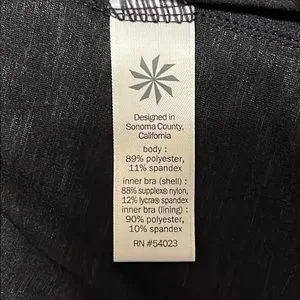 Designed in
Sonoma County,
California
body :
89% polyester,
11% spandex
inner bra (shell) :
88% supplex® nylon,
12% lycra® spandex
inner bra (lining) :
90% polyester,
10% spandex
RN #54023